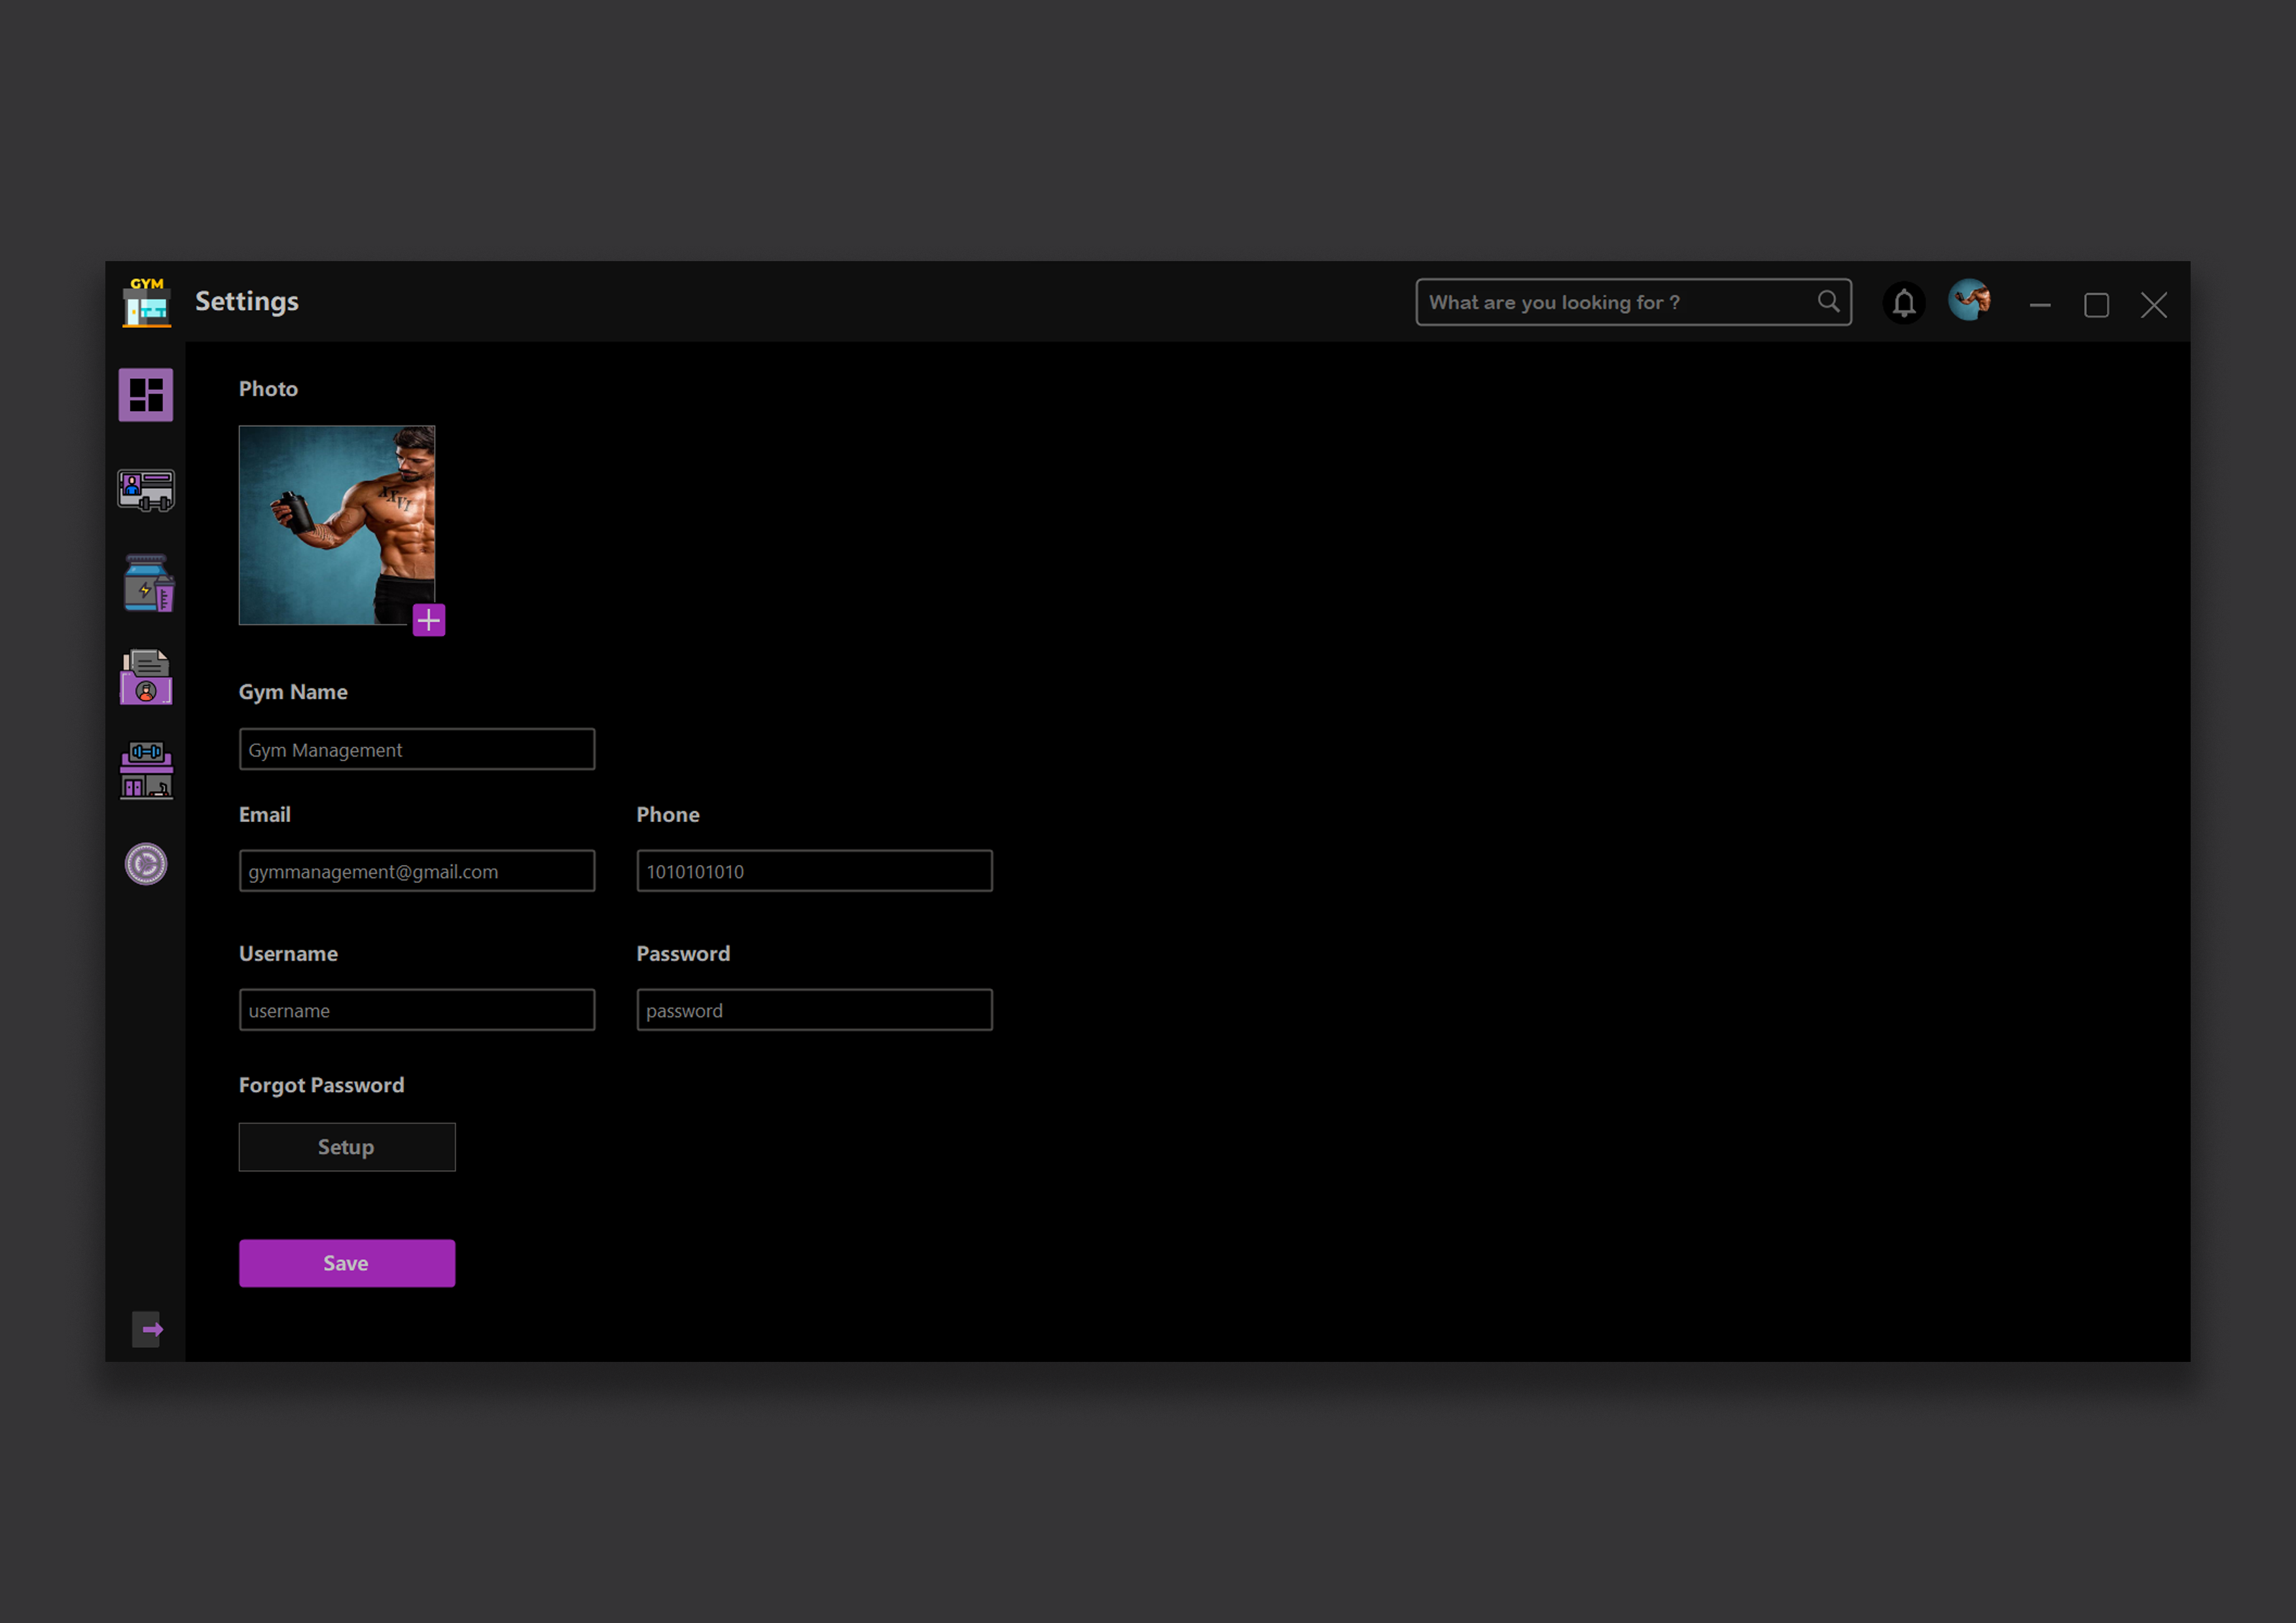 GYM
Settings
What are you looking for ?
Photo
XXVI
Gym Name
Gym Management
Email
Phone
gymmanagement@gmail.com
1010101010
Username
Password
username
password
Forgot Password
Setup
Save